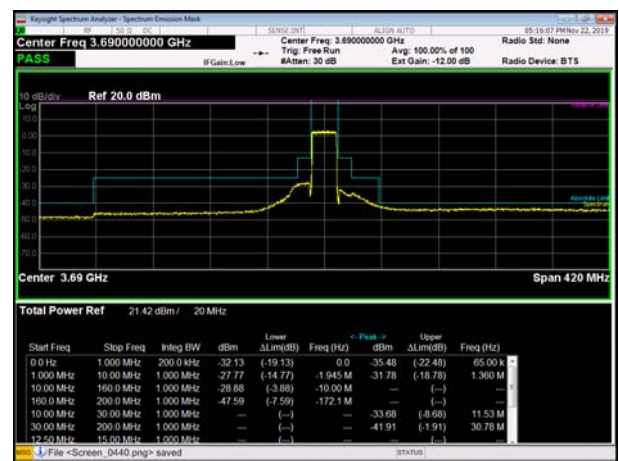 Keysight Spectrum Analyzer - Spectrum Emission Mask
RF 50 Ω DC SENSE:INT ALIGN AUTO 05:16:07 PM Nov 22, 2019
Center Freq 3.690000000 GHz Center Freq: 3.690000000 GHz Radio Std: None
Trig: Free Run Avg: 100.00% of 100
PASS IFGain:Low #Atten: 30 dB Ext Gain: -12.00 dB Radio Device: BTS
10 dB/div Ref 20.0 dBm
Log
Relative Limit
10.0
0.00
-10.0
-20.0
-30.0
-40.0
Absolute Limit
Spectrum
-50.0
-60.0
-70.0
Center 3.69 GHz Span 420 MHz
Total Power Ref 21.42 dBm / 20 MHz
Lower <- Peak -> Upper
Start Freq Stop Freq Integ BW dBm ΔLim(dB) Freq (Hz) dBm ΔLim(dB) Freq (Hz)
0.0 Hz 1.000 MHz 200.0 kHz -32.13 (-19.13) 0.0 -35.48 (-22.48) 65.00 k
1.000 MHz 10.00 MHz 1.000 MHz -27.77 (-14.77) -1.945 M -31.78 (-18.78) 1.360 M
10.00 MHz 160.0 MHz 1.000 MHz -28.88 (-3.88) -10.00 M --- (---) ---
160.0 MHz 200.0 MHz 1.000 MHz -47.59 (-7.59) -172.1 M --- (---) ---
10.00 MHz 30.00 MHz 1.000 MHz --- (---) --- -33.68 (-8.68) 11.53 M
30.00 MHz 200.0 MHz 1.000 MHz --- (---) --- -41.91 (-1.91) 30.78 M
12.50 MHz 15.00 MHz 1.000 MHz --- (---) --- --- (---) ---
MSG File <Screen_0440.png> saved STATUS